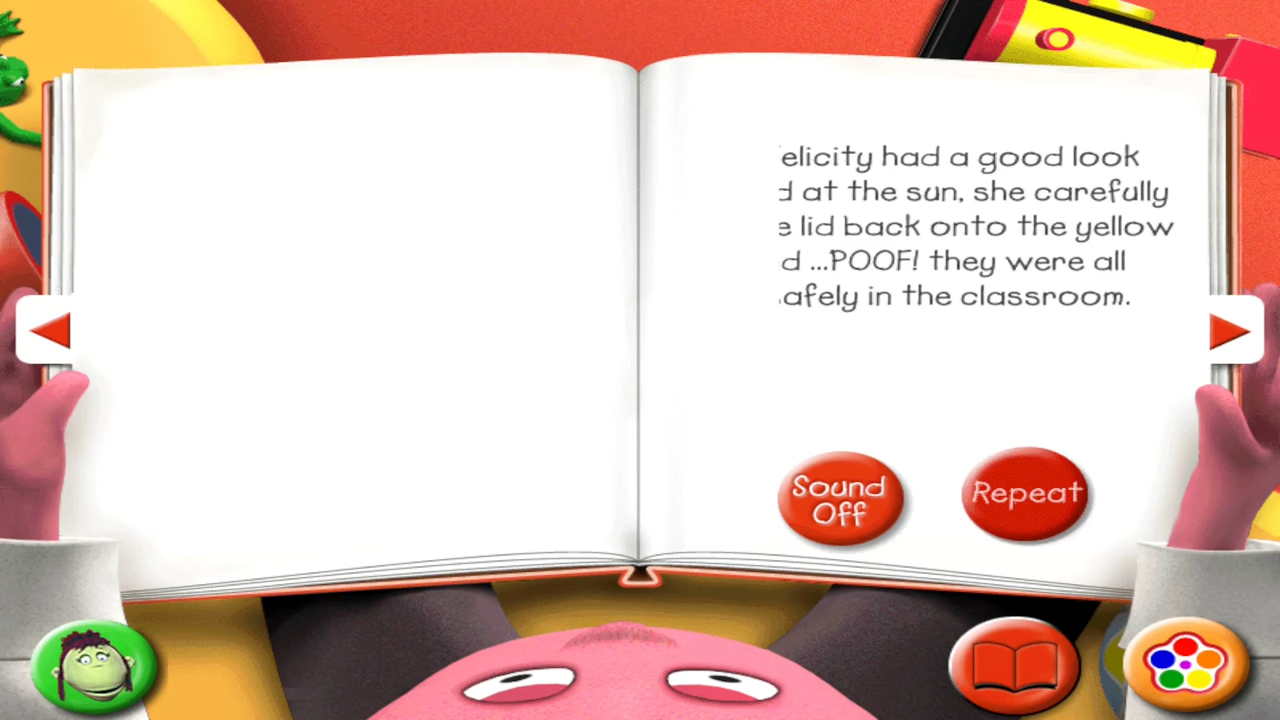 elicity had a good look
d at the sun, she carefully
e lid back onto the yellow
d ...POOF! they were all
afely in the classroom.
Sound
Off
Repeat